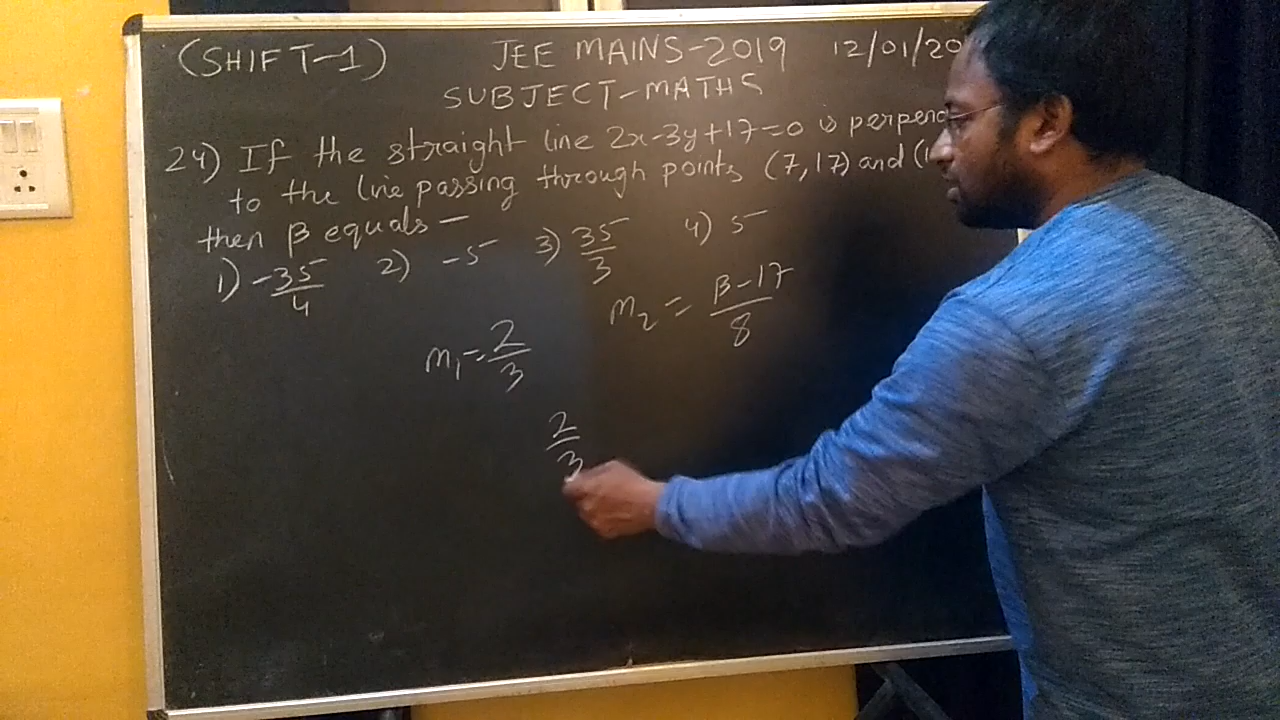 (SHIFT-1) JEE MAINS-2019 12/01/20
SUBJECT-MATHS
24) If the straight line 2x-3y+17=0 is perpend
to the line passing through points (7,17) and (1
then β equals-
1) -35/4 2) -5 3) 35/3 4) 5
m₁=2/3 m₂ = β-17/8
2/3